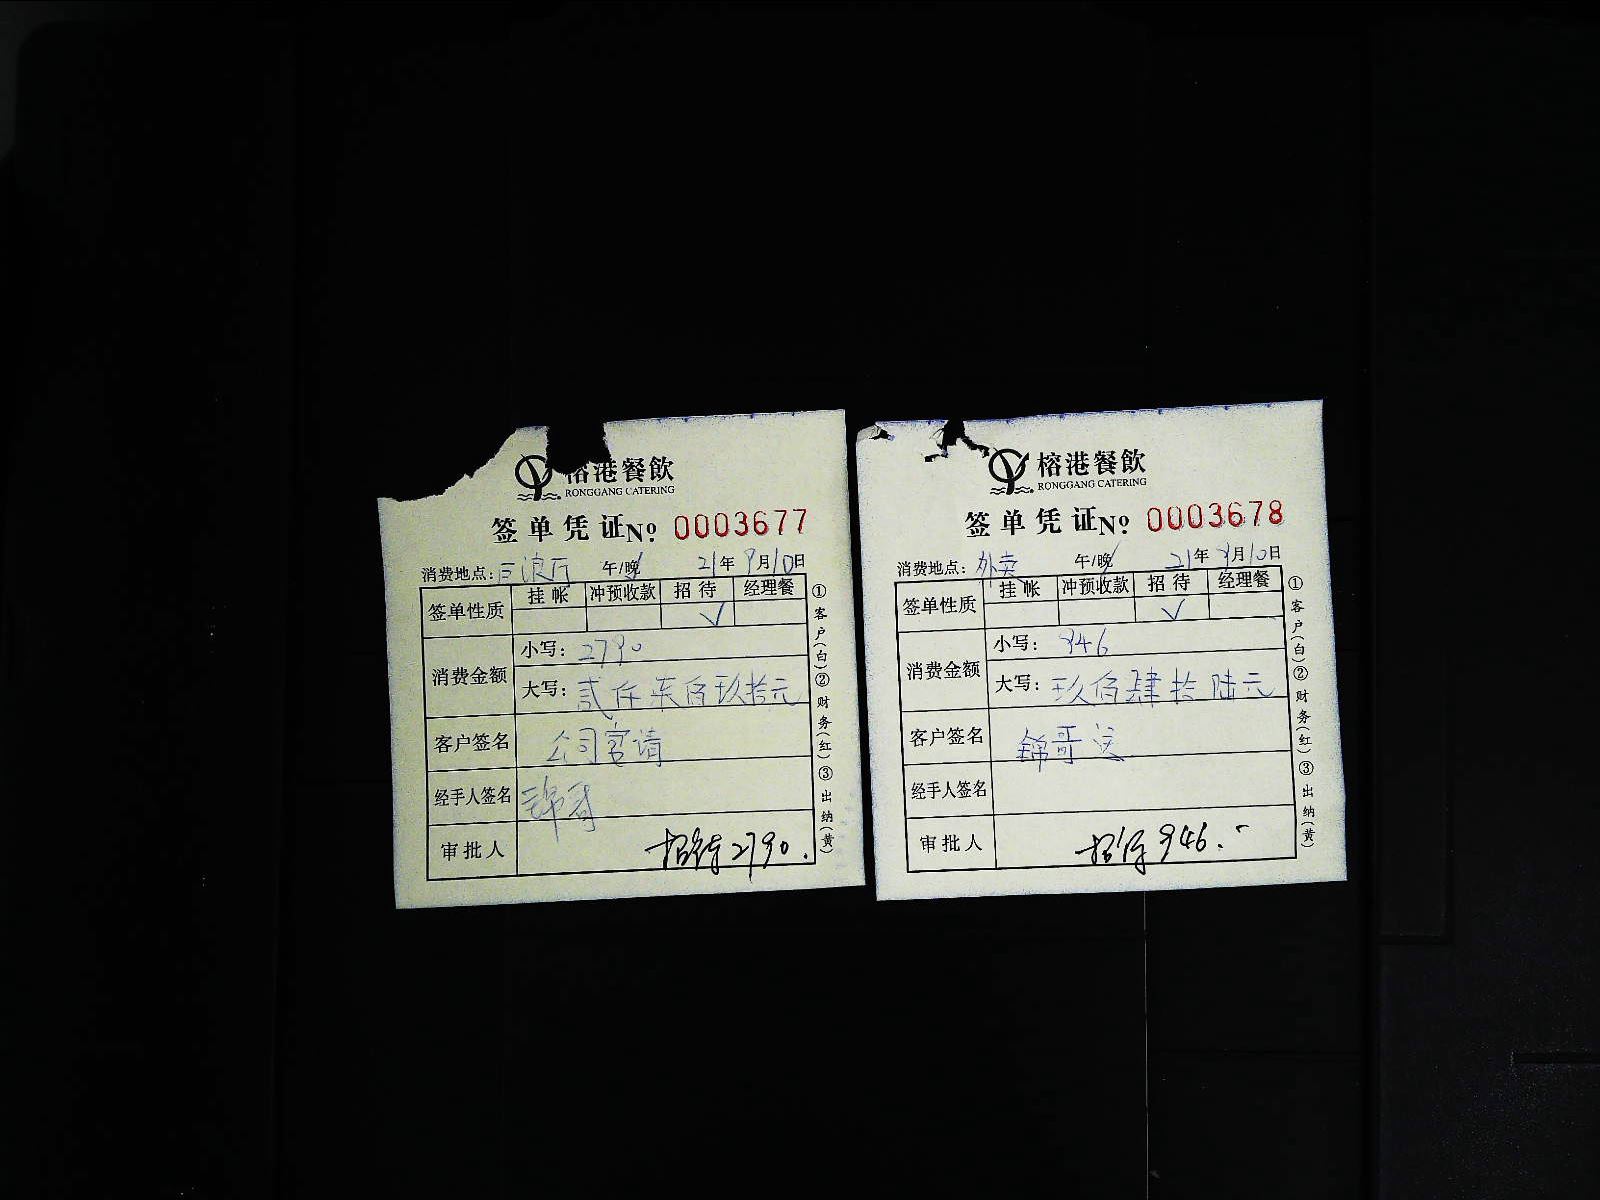 榕港餐飲
RONGGANG CATERING
签单凭证 No. 0003677
消费地点: 巨浪厅 午/晚 21年9月10日
签单性质 挂帐 冲预收款 招待 经理餐
√
消费金额 小写: 2790
大写: 贰仟柒佰玖拾元
客户签名 公司宴请
经手人签名 锦哥
审批人 招待2790.
①客户(白)②财务(红)③出纳(黄)
榕港餐飲
RONGGANG CATERING
签单凭证 No. 0003678
消费地点: 外卖 午/晚 21年9月10日
签单性质 挂帐 冲预收款 招待 经理餐
√
消费金额 小写: 946
大写: 玖佰肆拾陆元
客户签名 锦哥送
经手人签名
审批人 招待946.
①客户(白)②财务(红)③出纳(黄)